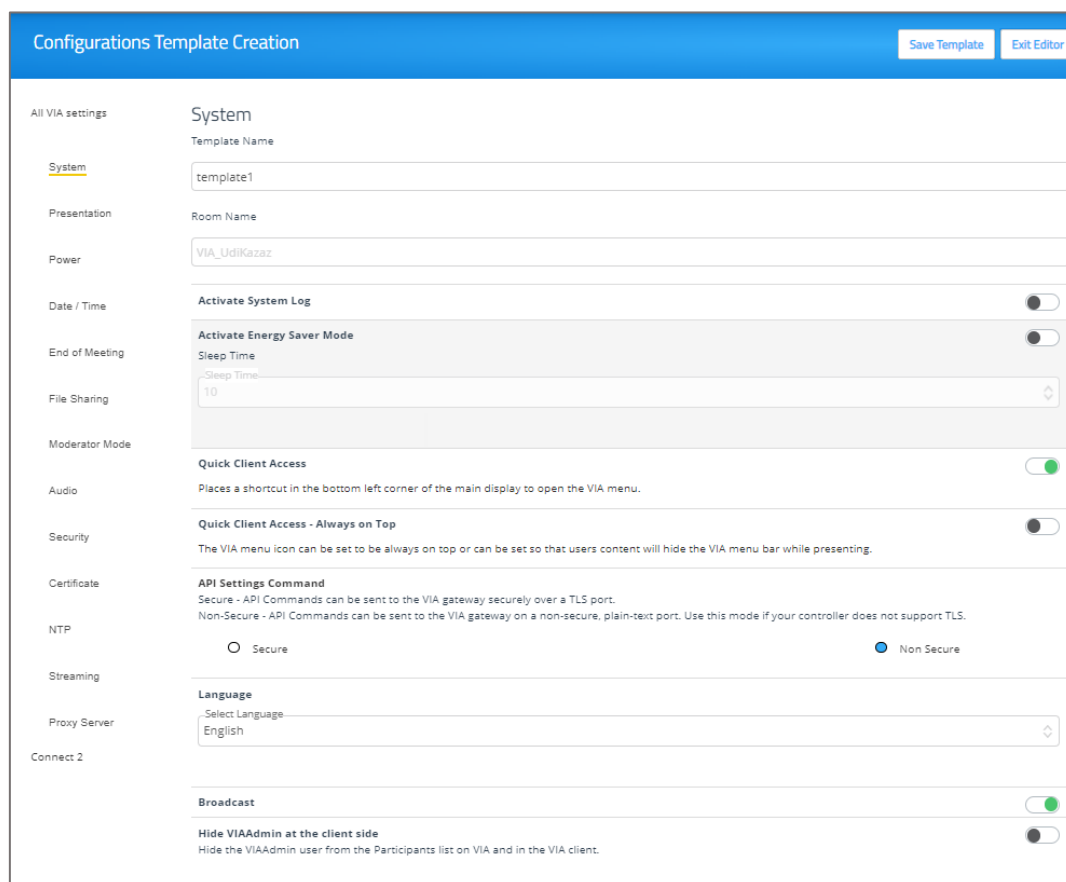 Configurations Template Creation
Save Template
Exit Editor
All VIA settings
System
Presentation
Power
Date / Time
End of Meeting
File Sharing
Moderator Mode
Audio
Security
Certificate
NTP
Streaming
Proxy Server
Connect 2
System
Template Name
template1
Room Name
VIA_UdiKazaz
Activate System Log
Activate Energy Saver Mode
Sleep Time
Sleep Time
10
Quick Client Access
Places a shortcut in the bottom left corner of the main display to open the VIA menu.
Quick Client Access - Always on Top
The VIA menu icon can be set to be always on top or can be set so that users content will hide the VIA menu bar while presenting.
API Settings Command
Secure - API Commands can be sent to the VIA gateway securely over a TLS port.
Non-Secure - API Commands can be sent to the VIA gateway on a non-secure, plain-text port. Use this mode if your controller does not support TLS.
Secure
Non Secure
Language
Select Language
English
Broadcast
Hide VIAAdmin at the client side
Hide the VIAAdmin user from the Participants list on VIA and in the VIA client.